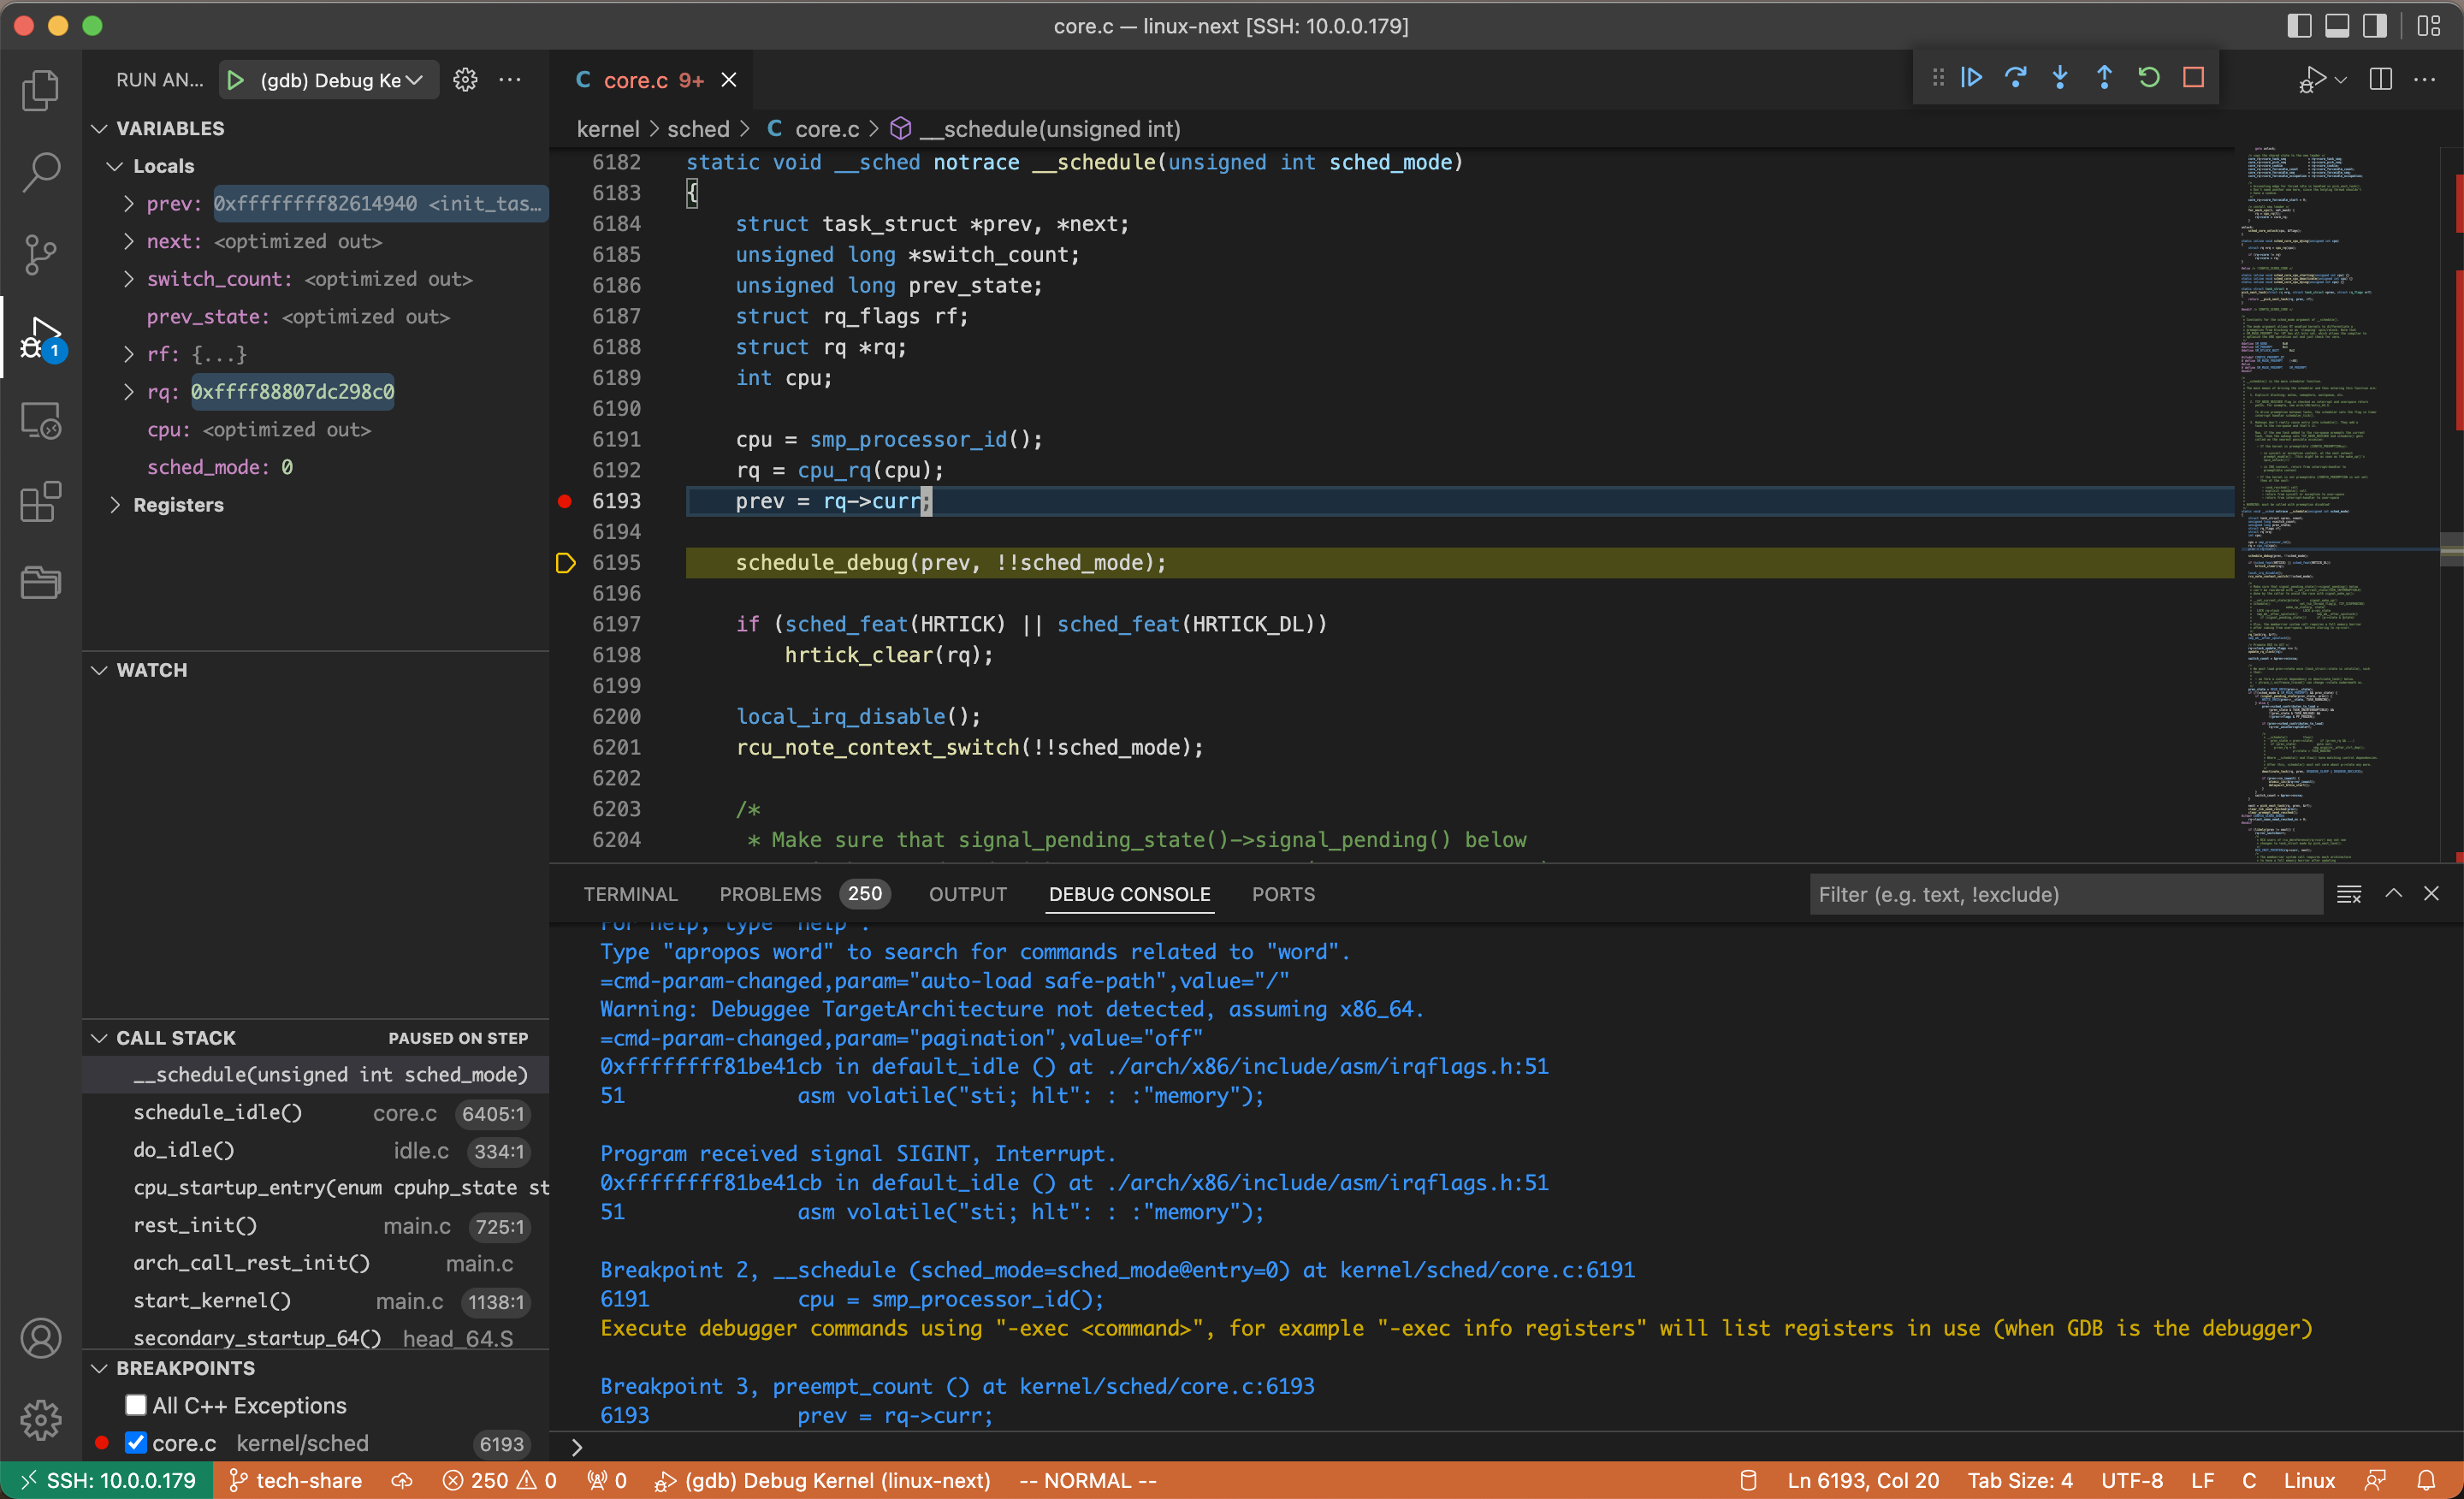 core.c — linux-next [SSH: 10.0.0.179]
RUN AN... (gdb) Debug Ke
VARIABLES
Locals
prev: 0xffffffff82614940 <init_tas...
next: <optimized out>
switch_count: <optimized out>
prev_state: <optimized out>
rf: {...}
rq: 0xffff88807dc298c0
cpu: <optimized out>
sched_mode: 0
Registers
1
WATCH
CALL STACK PAUSED ON STEP
__schedule(unsigned int sched_mode)
schedule_idle() core.c 6405:1
do_idle() idle.c 334:1
cpu_startup_entry(enum cpuhp_state st
rest_init() main.c 725:1
arch_call_rest_init() main.c
start_kernel() main.c 1138:1
secondary_startup_64() head_64.S
BREAKPOINTS
All C++ Exceptions
core.c kernel/sched 6193
C core.c 9+
kernel > sched > C core.c > __schedule(unsigned int)
6182 static void __sched notrace __schedule(unsigned int sched_mode)
6183 {
6184 struct task_struct *prev, *next;
6185 unsigned long *switch_count;
6186 unsigned long prev_state;
6187 struct rq_flags rf;
6188 struct rq *rq;
6189 int cpu;
6190
6191 cpu = smp_processor_id();
6192 rq = cpu_rq(cpu);
6193 prev = rq->curr;
6194
6195 schedule_debug(prev, !!sched_mode);
6196
6197 if (sched_feat(HRTICK) || sched_feat(HRTICK_DL))
6198 hrtick_clear(rq);
6199
6200 local_irq_disable();
6201 rcu_note_context_switch(!!sched_mode);
6202
6203 /*
6204 * Make sure that signal_pending_state()->signal_pending() below
TERMINAL PROBLEMS 250 OUTPUT DEBUG CONSOLE PORTS Filter (e.g. text, !exclude)
For help, type "help".
Type "apropos word" to search for commands related to "word".
=cmd-param-changed,param="auto-load safe-path",value="/"
Warning: Debuggee TargetArchitecture not detected, assuming x86_64.
=cmd-param-changed,param="pagination",value="off"
0xffffffff81be41cb in default_idle () at ./arch/x86/include/asm/irqflags.h:51
51 asm volatile("sti; hlt": : :"memory");
Program received signal SIGINT, Interrupt.
0xffffffff81be41cb in default_idle () at ./arch/x86/include/asm/irqflags.h:51
51 asm volatile("sti; hlt": : :"memory");
Breakpoint 2, __schedule (sched_mode=sched_mode@entry=0) at kernel/sched/core.c:6191
6191 cpu = smp_processor_id();
Execute debugger commands using "-exec <command>", for example "-exec info registers" will list registers in use (when GDB is the debugger)
Breakpoint 3, preempt_count () at kernel/sched/core.c:6193
6193 prev = rq->curr;
>
SSH: 10.0.0.179 tech-share 250 0 0 (gdb) Debug Kernel (linux-next) -- NORMAL -- Ln 6193, Col 20 Tab Size: 4 UTF-8 LF C Linux